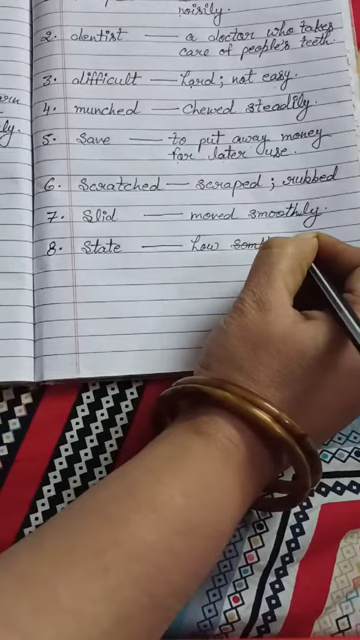 noisily.
2. dentist — a doctor who takes
care of people's teeth.
3. difficult — hard; not easy.
4. munched — chewed steadily.
5. Save — to put away money
for later use.
6. Scratched — scraped; rubbed
7. Slid — moved smoothly.
8. State — how